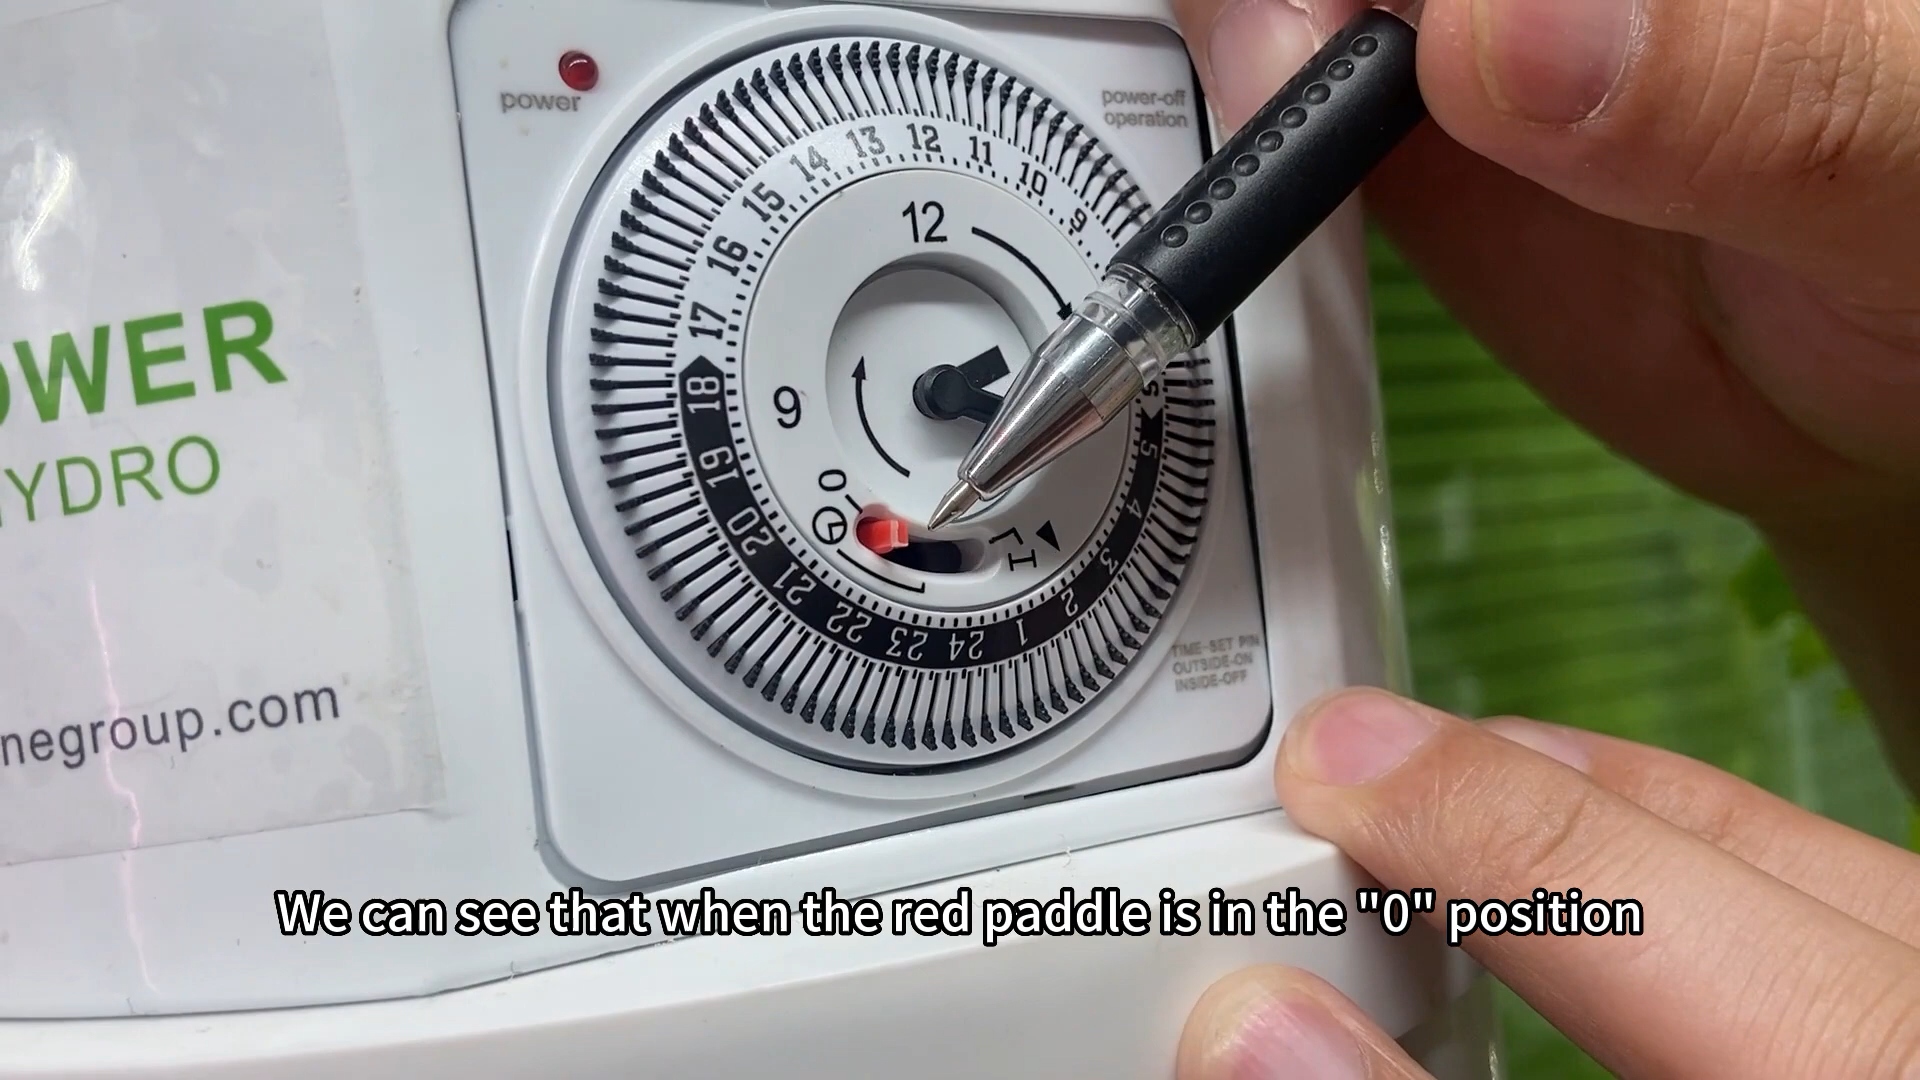 power
power-off
operation
13 12 11 10 9
14
15
16
17
12
18
9
19
0
20
21
22
23
24
1
2
3
4
5
1
OWER
YDRO
negroup.com
TIME-SET PIN
OUTSIDE-ON
INSIDE-OFF
We can see that when the red paddle is in the "0" position